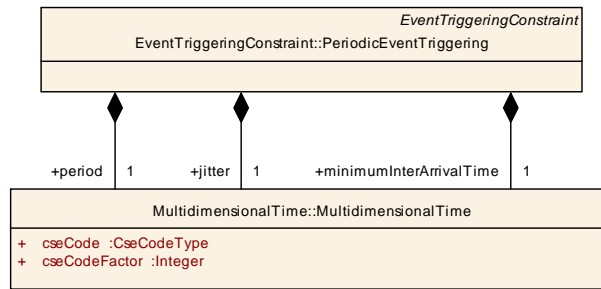 EventTriggeringConstraint
EventTriggeringConstraint::PeriodicEventTriggering
+period 1 +jitter 1 +minimumInterArrivalTime 1
MultidimensionalTime::MultidimensionalTime
+ cseCode :CseCodeType
+ cseCodeFactor :Integer